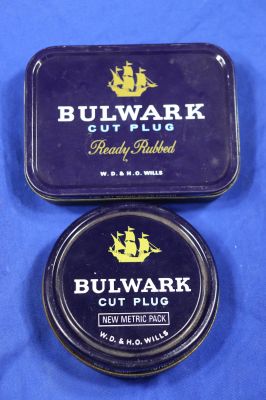 BULWARK
CUT PLUG
Ready Rubbed
W. D. & H. O. WILLS
BULWARK
CUT PLUG
NEW METRIC PACK
W. D. & H. O. WILLS